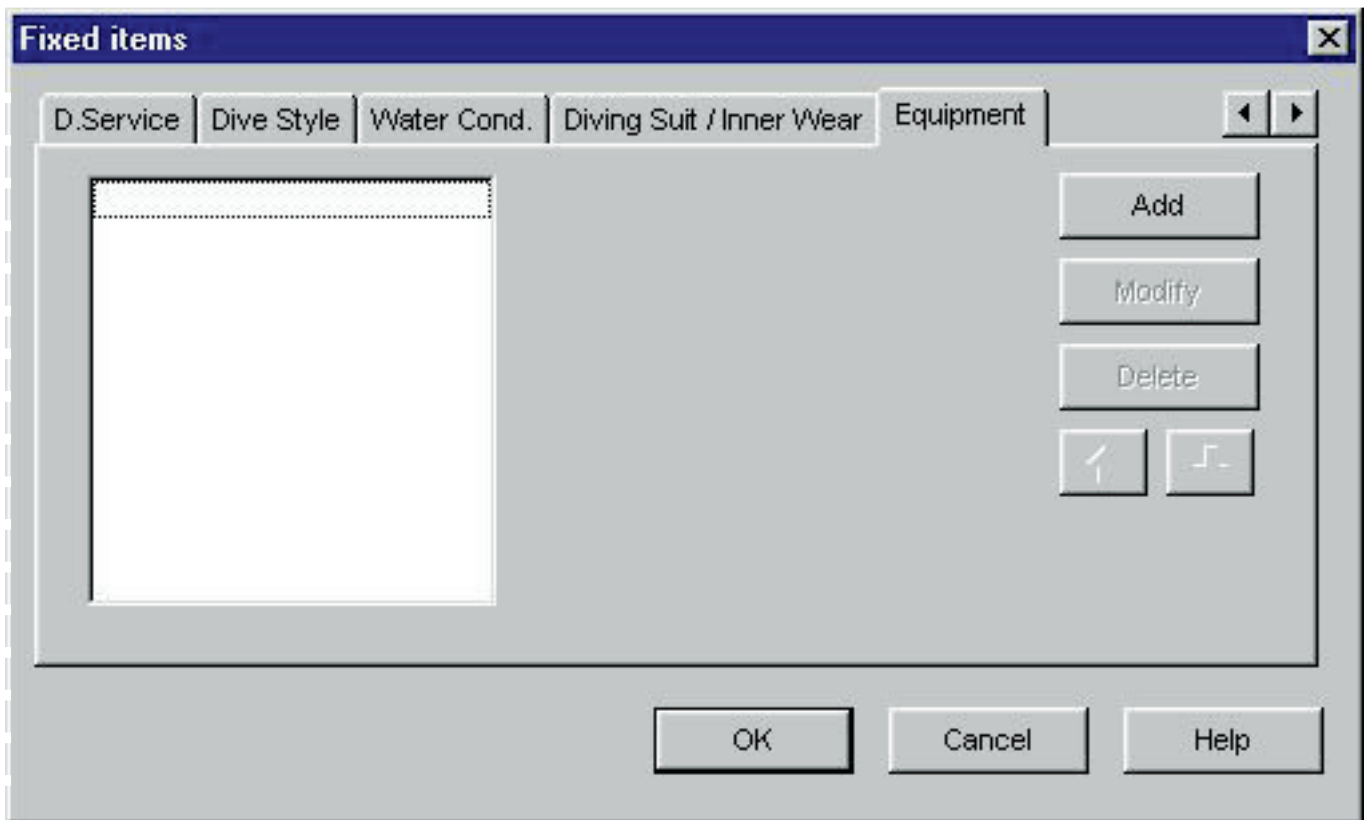 Fixed items
D.Service Dive Style Water Cond. Diving Suit / Inner Wear Equipment
Add
Modify
Delete
OK Cancel Help